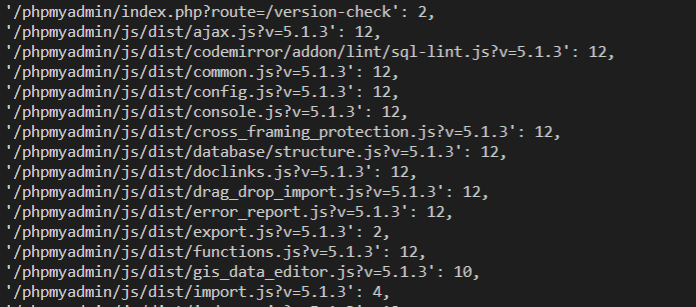 '/phpmyadmin/index.php?route=/version-check': 2,
'/phpmyadmin/js/dist/ajax.js?v=5.1.3': 12,
'/phpmyadmin/js/dist/codemirror/addon/lint/sql-lint.js?v=5.1.3': 12,
'/phpmyadmin/js/dist/common.js?v=5.1.3': 12,
'/phpmyadmin/js/dist/config.js?v=5.1.3': 12,
'/phpmyadmin/js/dist/console.js?v=5.1.3': 12,
'/phpmyadmin/js/dist/cross_framing_protection.js?v=5.1.3': 12,
'/phpmyadmin/js/dist/database/structure.js?v=5.1.3': 12,
'/phpmyadmin/js/dist/doclinks.js?v=5.1.3': 12,
'/phpmyadmin/js/dist/drag_drop_import.js?v=5.1.3': 12,
'/phpmyadmin/js/dist/error_report.js?v=5.1.3': 12,
'/phpmyadmin/js/dist/export.js?v=5.1.3': 2,
'/phpmyadmin/js/dist/functions.js?v=5.1.3': 12,
'/phpmyadmin/js/dist/gis_data_editor.js?v=5.1.3': 10,
'/phpmyadmin/js/dist/import.js?v=5.1.3': 4,